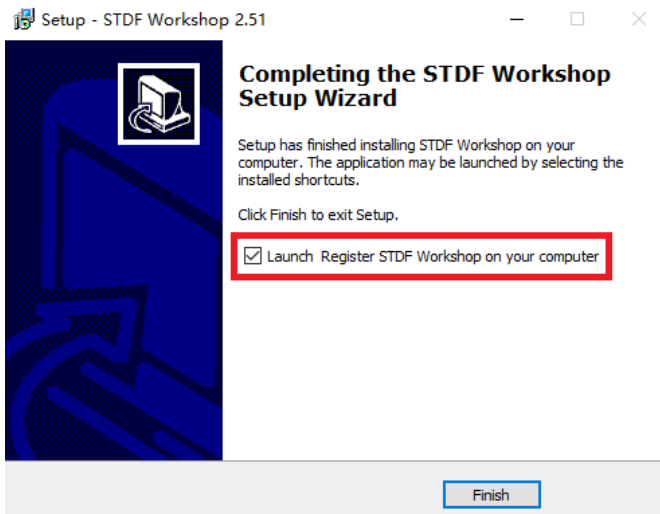 Setup - STDF Workshop 2.51
Completing the STDF Workshop
Setup Wizard
Setup has finished installing STDF Workshop on your
computer. The application may be launched by selecting the
installed shortcuts.
Click Finish to exit Setup.
Launch Register STDF Workshop on your computer
Finish